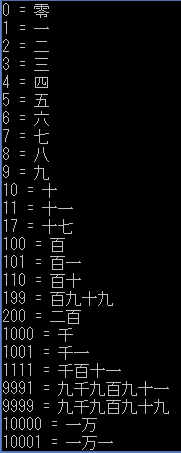 0 = 零
1 = 一
2 = 二
3 = 三
4 = 四
5 = 五
6 = 六
7 = 七
8 = 八
9 = 九
10 = 十
11 = 十一
17 = 十七
100 = 百
101 = 百一
110 = 百十
199 = 百九十九
200 = 二百
1000 = 千
1001 = 千一
1111 = 千百十一
9991 = 九千九百九十一
9999 = 九千九百九十九
10000 = 一万
10001 = 一万一